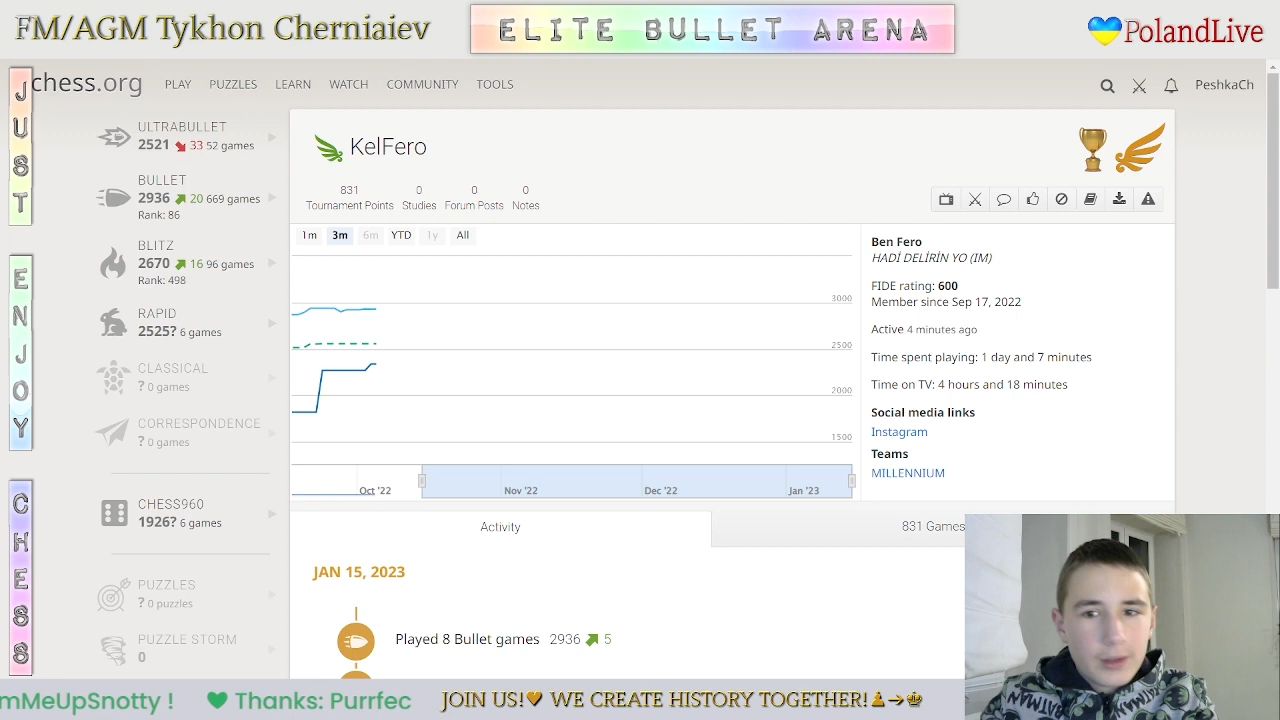 FM/AGM Tykhon Cherniaiev
ELITE BULLET ARENA
PolandLive
JUST
ENJOY
CHESS
chess.org
PLAY
PUZZLES
LEARN
WATCH
COMMUNITY
TOOLS
PeshkaCh
ULTRABULLET
2521 33 52 games
BULLET
2936 20 669 games
Rank: 86
BLITZ
2670 16 96 games
Rank: 498
RAPID
2525? 6 games
CLASSICAL
? 0 games
CORRESPONDENCE
? 0 games
CHESS960
1926? 6 games
PUZZLES
? 0 puzzles
PUZZLE STORM
0
KelFero
831
Tournament Points
0
Studies
0
Forum Posts
0
Notes
1m 3m 6m YTD 1y All
3000
2500
2000
1500
Oct '22
Nov '22
Dec '22
Jan '23
Ben Fero
HADİ DELİRİN YO (IM)
FIDE rating: 600
Member since Sep 17, 2022
Active 4 minutes ago
Time spent playing: 1 day and 7 minutes
Time on TV: 4 hours and 18 minutes
Social media links
Instagram
Teams
MILLENNIUM
Activity
831 Games
JAN 15, 2023
Played 8 Bullet games 2936 5
BATMAN
mMeUpSnotty !
Thanks: Purrfec
JOIN US! WE CREATE HISTORY TOGETHER!